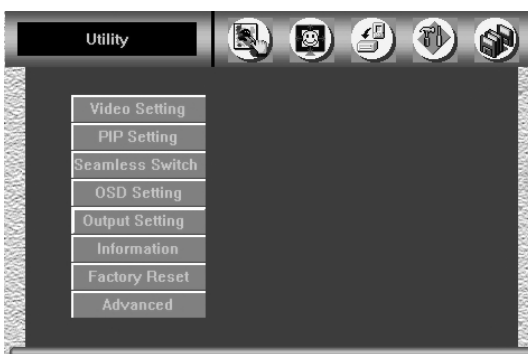 Utility
Video Setting
PIP Setting
Seamless Switch
OSD Setting
Output Setting
Information
Factory Reset
Advanced